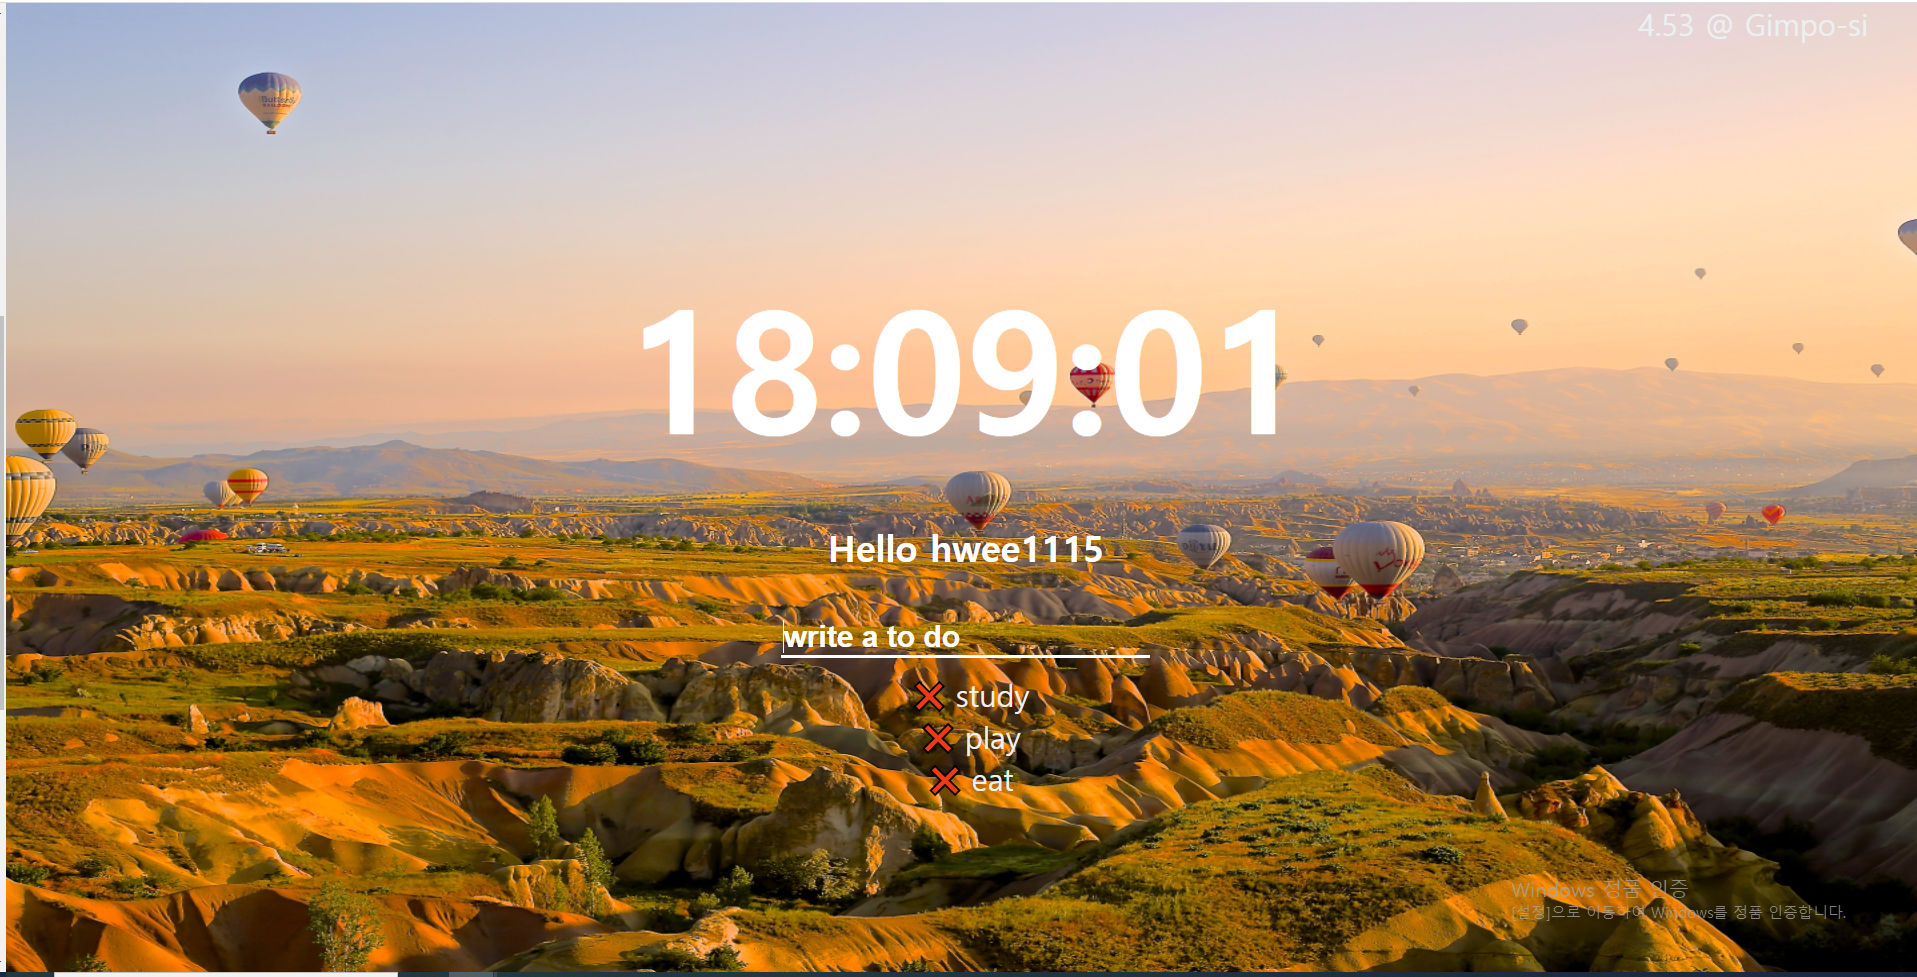 4.53 @ Gimpo-si
18:09:01
Hello hwee1115
write a to do
❌ study
❌ play
❌ eat
Windows 정품 인증
[설정]으로 이동하여 Windows를 정품 인증합니다.